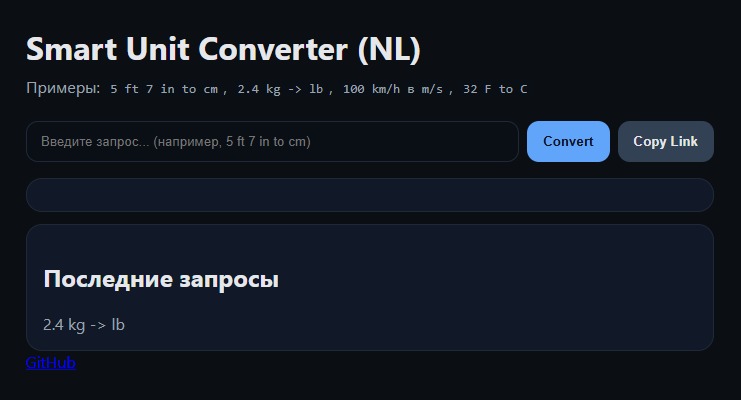 Smart Unit Converter (NL)
Примеры: 5 ft 7 in to cm, 2.4 kg -> lb, 100 km/h в m/s, 32 F to C
Введите запрос... (например, 5 ft 7 in to cm) Convert Copy Link
Последние запросы
2.4 kg -> lb
GitHub